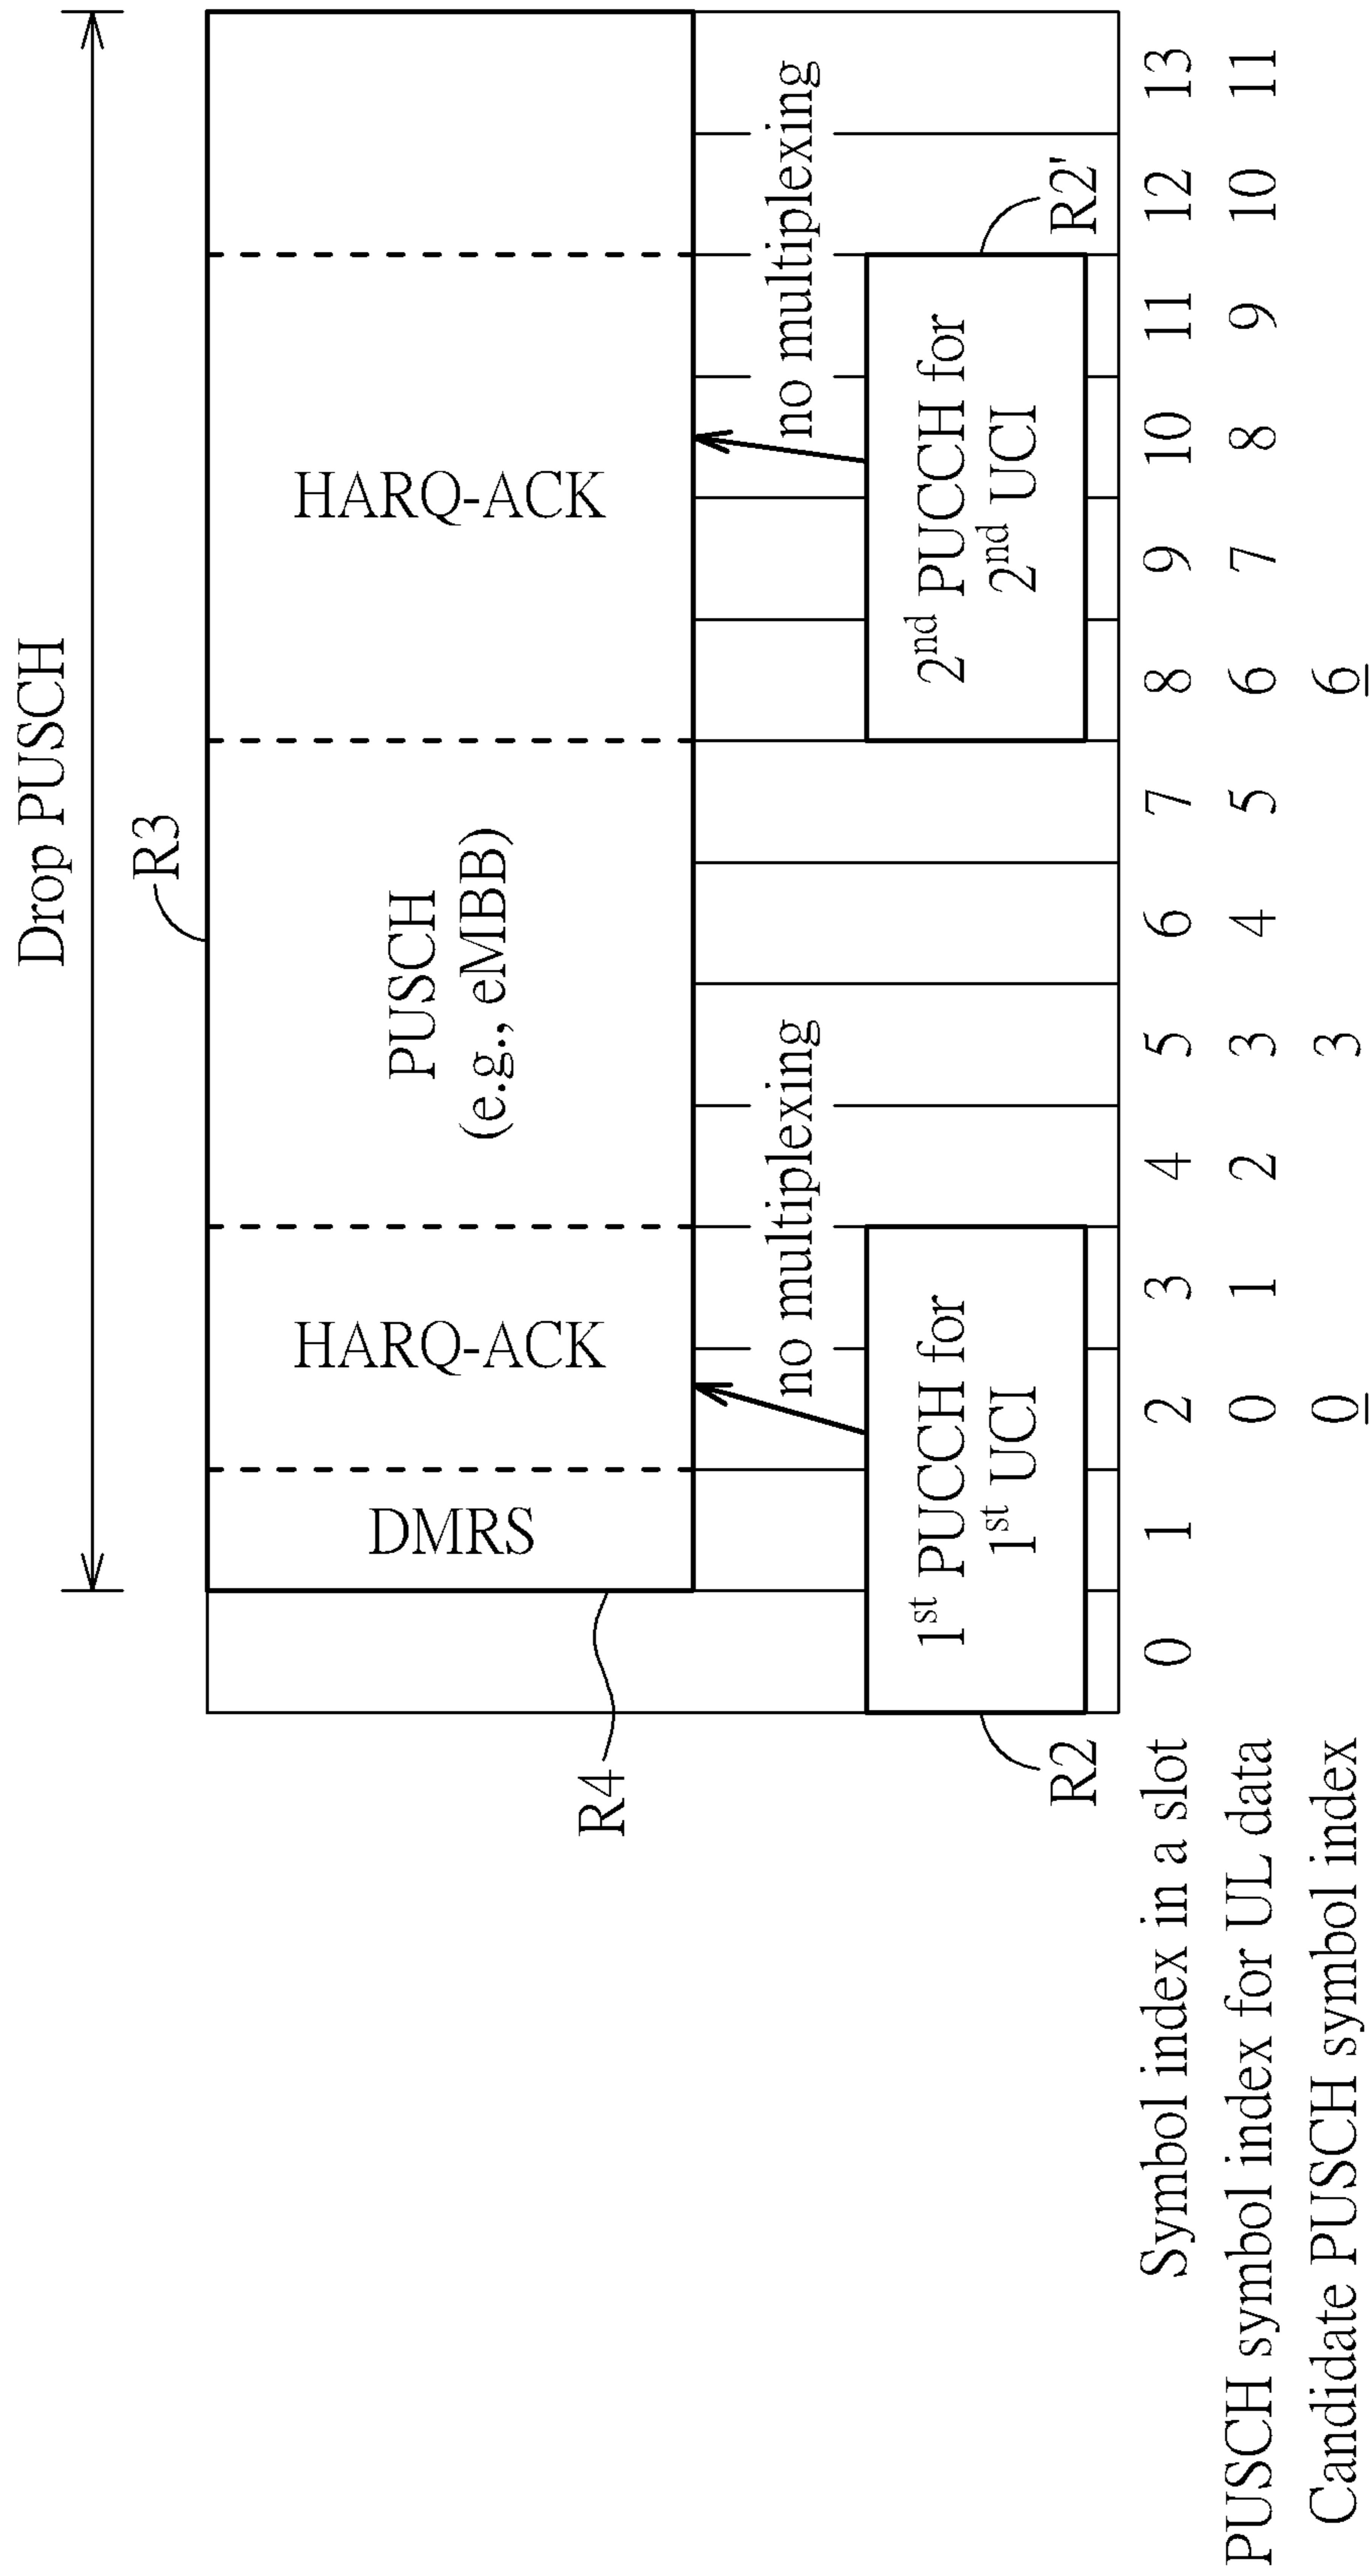 Drop PUSCH
R3
R4
DMRS
HARQ-ACK
PUSCH
(e.g., eMBB)
HARQ-ACK
no multiplexing
no multiplexing
R2
1st PUCCH for
1st UCI
2nd PUCCH for
2nd UCI
R2'
Symbol index in a slot 0 1 2 3 4 5 6 7 8 9 10 11 12 13
PUSCH symbol index for UL data 0 1 2 3 4 5 6 7 8 9 10 11
Candidate PUSCH symbol index 0 3 6